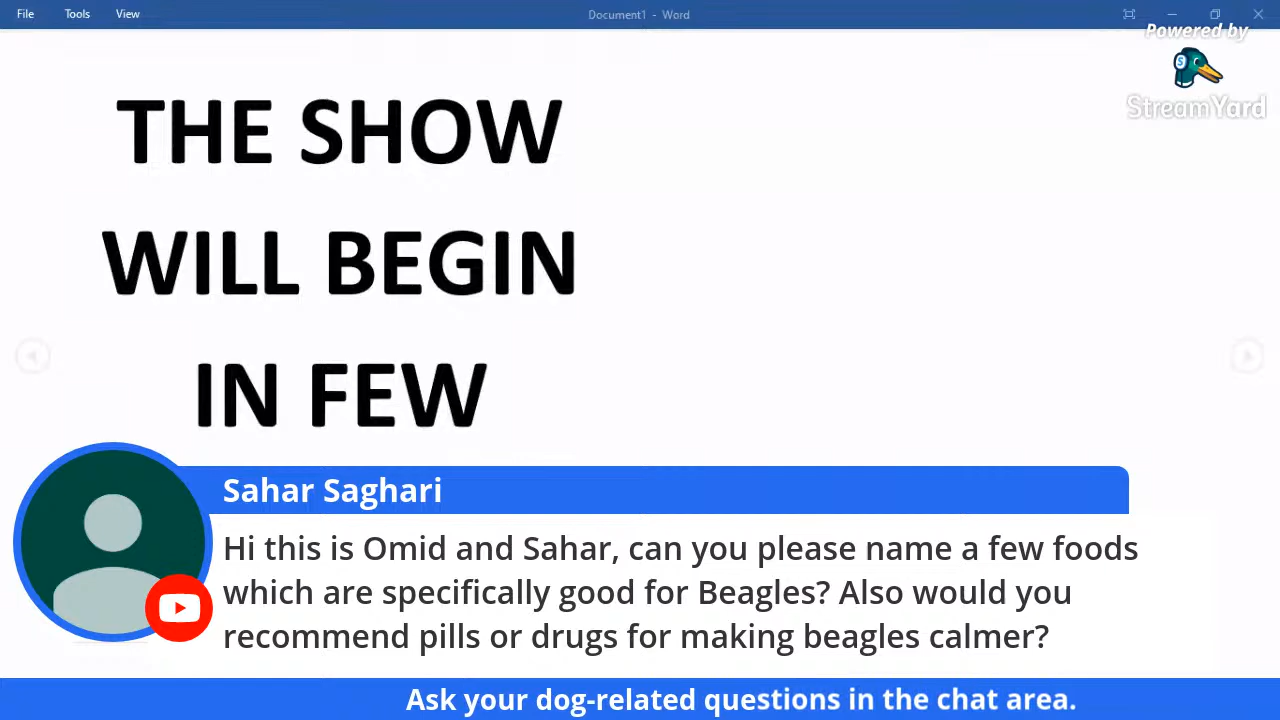 File Tools View Document1 - Word
Powered by
StreamYard
THE SHOW
WILL BEGIN
IN FEW
Sahar Saghari
Hi this is Omid and Sahar, can you please name a few foods
which are specifically good for Beagles? Also would you
recommend pills or drugs for making beagles calmer?
Ask your dog-related questions in the chat area.